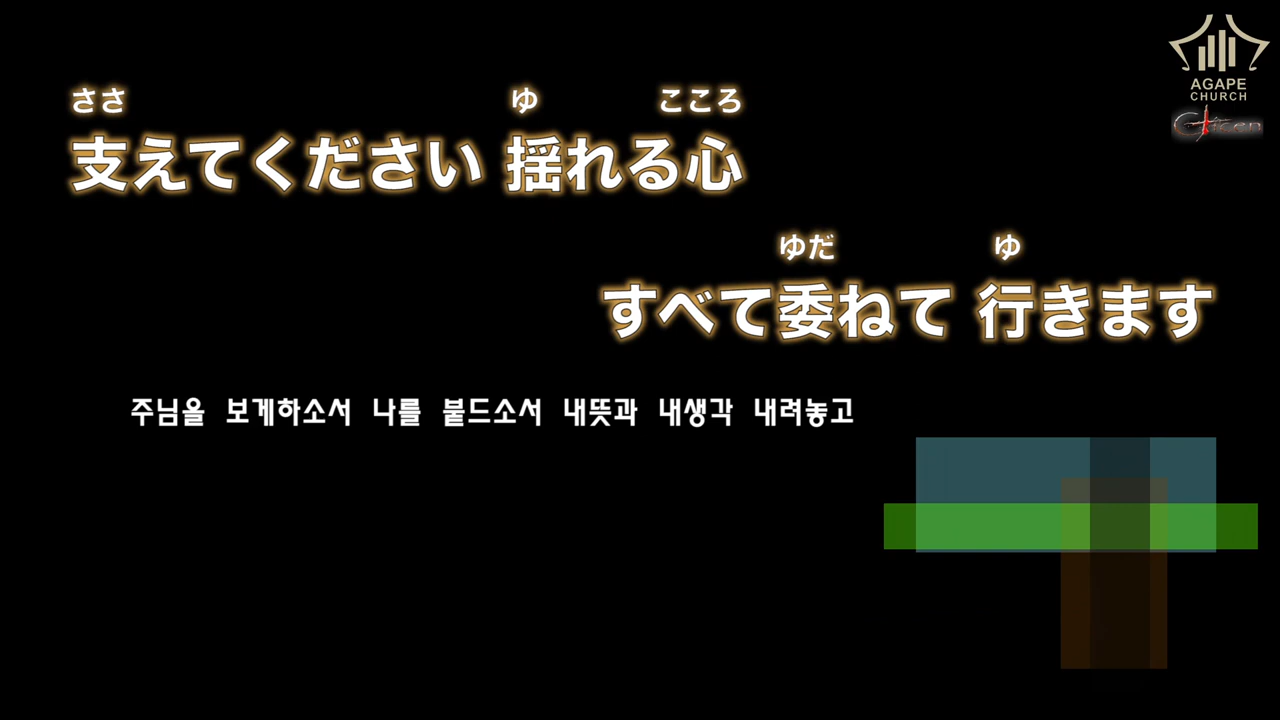 ささ ゆ こころ
支えてください 揺れる心
ゆだ ゆ
すべて委ねて 行きます
주님을 보게하소서 나를 붙드소서 내뜻과 내생각 내려놓고
AGAPE
CHURCH